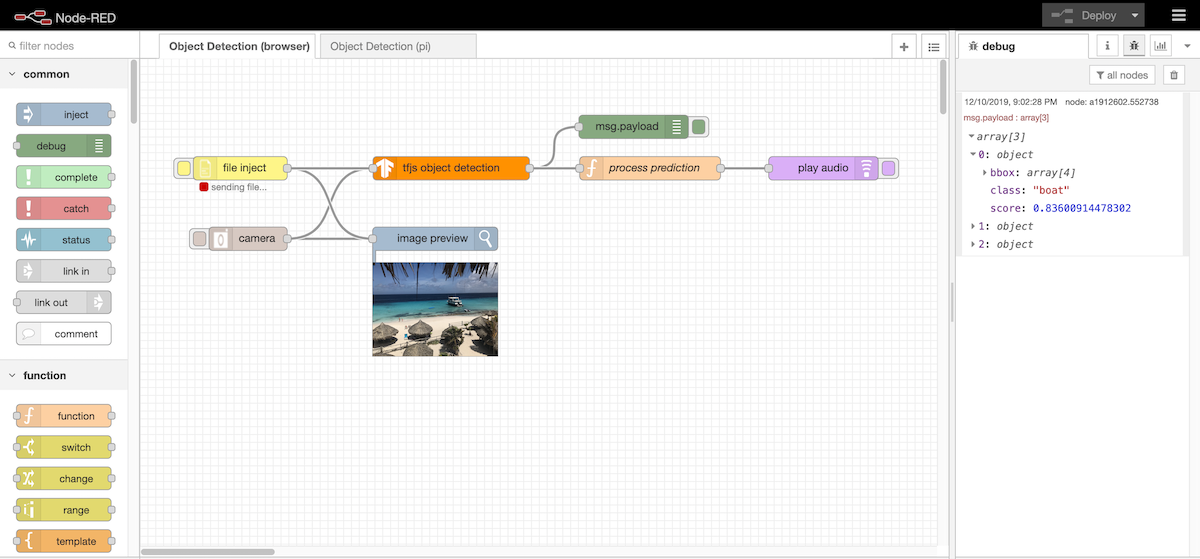 Node-RED
Deploy
filter nodes
Object Detection (browser)
Object Detection (pi)
debug
i
common
all nodes
inject
debug
complete
catch
status
link in
link out
comment
function
function
switch
change
range
template
msg.payload
file inject
tfjs object detection
process prediction
play audio
sending file...
camera
image preview
12/10/2019, 9:02:28 PM node: a1912602.552738
msg.payload : array[3]
array[3]
0: object
bbox: array[4]
class: "boat"
score: 0.83600914478302
1: object
2: object